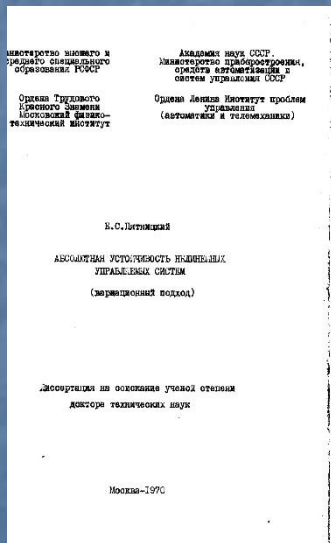 министерство высшего и
среднего специального
образования РСФСР
Ордена Трудового
Красного Знамени
Московский физико-
технический институт
Академия наук СССР.
Министерство приборостроения,
средств автоматизации и
систем управления СССР
Ордена Ленина Институт проблем
управления
(автоматики и телемеханики)
Е.С.Пятницкий
АБСОЛЮТНАЯ УСТОЙЧИВОСТЬ НЕЛИНЕЙНЫХ
УПРАВЛЯЕМЫХ СИСТЕМ
(вариационный подход)
Диссертация на соискание ученой степени
доктора технических наук
Москва-1970